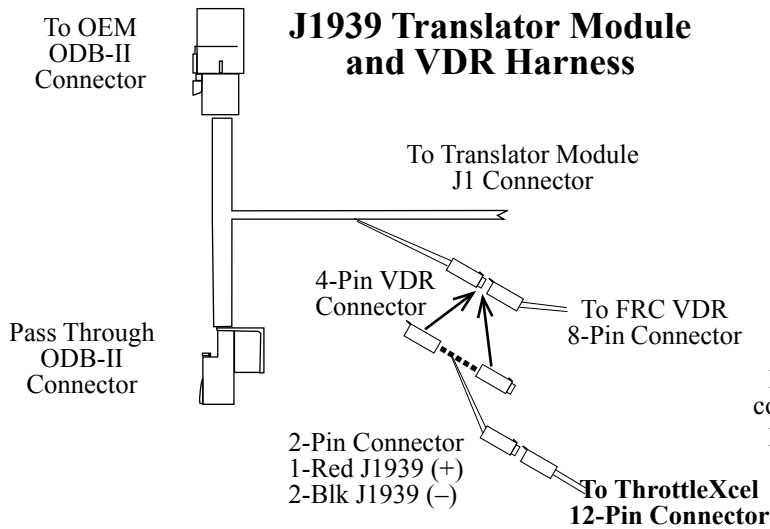 J1939 Translator Module
and VDR Harness
To OEM
ODB-II
Connector
To Translator Module
J1 Connector
4-Pin VDR
Connector
To FRC VDR
8-Pin Connector
Pass Through
ODB-II
Connector
2-Pin Connector
1-Red J1939 (+)
2-Blk J1939 (–)
To ThrottleXcel
12-Pin Connector